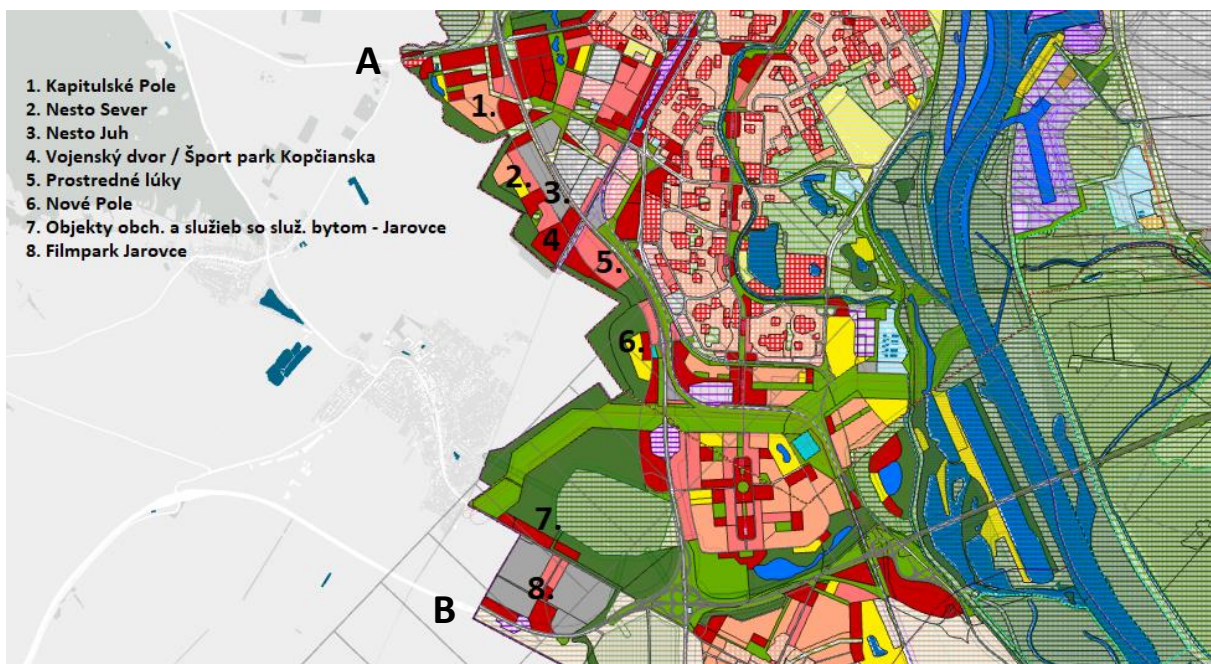 A
1. Kapitulské Pole
2. Nesto Sever
3. Nesto Juh
4. Vojenský dvor / Šport park Kopčianska
5. Prostredné lúky
6. Nové Pole
7. Objekty obch. a služieb so služ. bytom - Jarovce
8. Filmpark Jarovce
1.
2.
3.
4
5.
6.
7.
8.
B